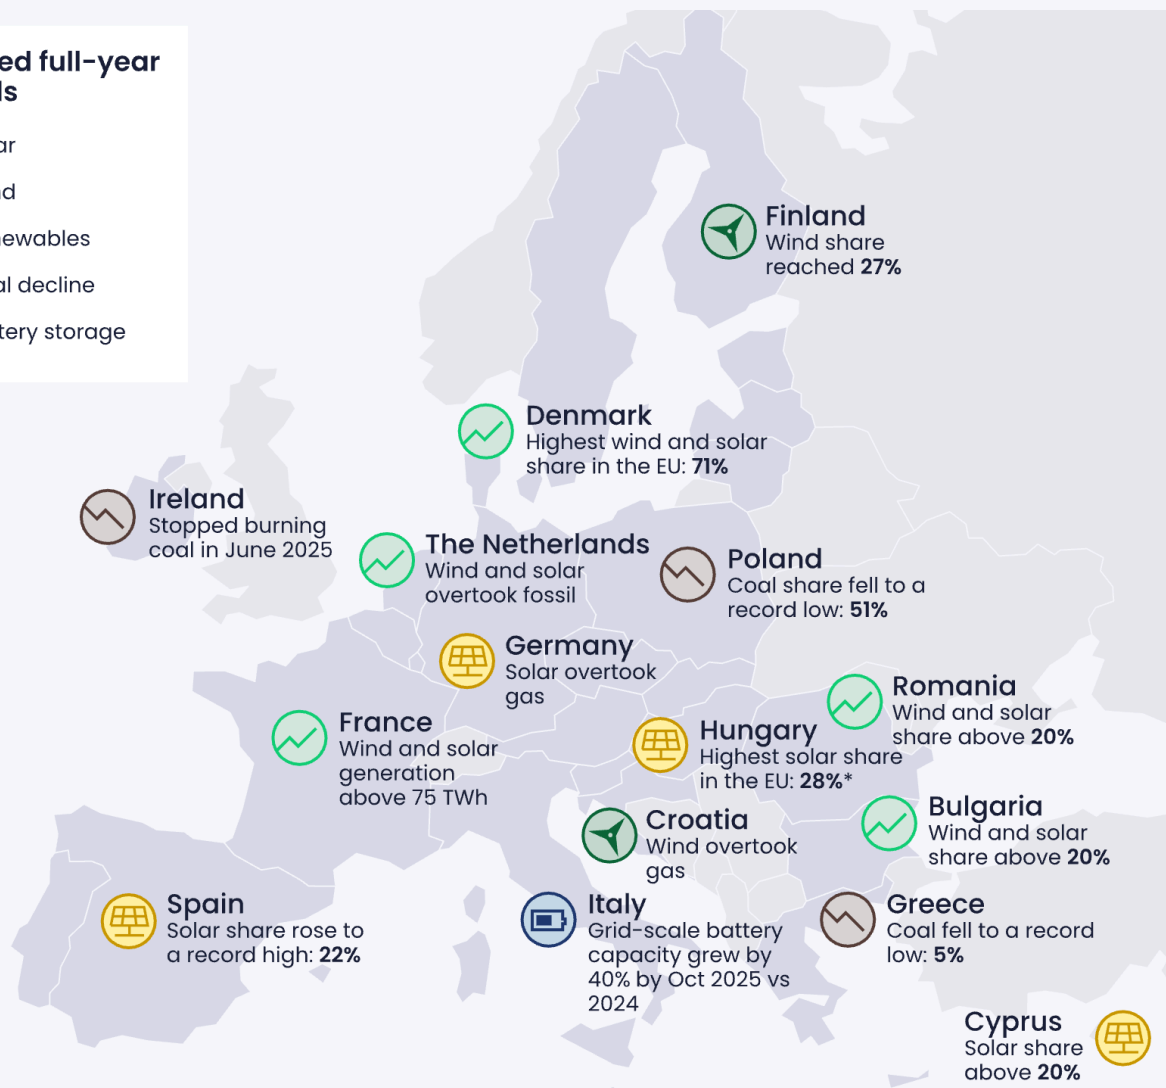 ed full-year
ls
ar
nd
newables
al decline
tery storage
Finland
Wind share
reached 27%
Denmark
Highest wind and solar
share in the EU: 71%
Ireland
Stopped burning
coal in June 2025
The Netherlands
Wind and solar
overtook fossil
Poland
Coal share fell to a
record low: 51%
Germany
Solar overtook
gas
Romania
Wind and solar
share above 20%
France
Wind and solar
generation
above 75 TWh
Hungary
Highest solar share
in the EU: 28%*
Bulgaria
Wind and solar
share above 20%
Croatia
Wind overtook
gas
Spain
Solar share rose to
a record high: 22%
Italy
Grid-scale battery
capacity grew by
40% by Oct 2025 vs
2024
Greece
Coal fell to a record
low: 5%
Cyprus
Solar share
above 20%